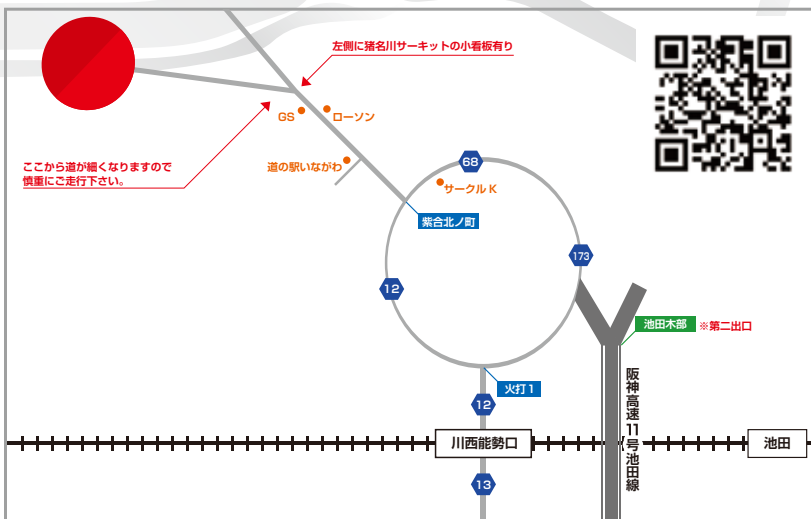 左側に猪名川サーキットの小看板有り
GS
ローソン
ここから道が細くなりますので
慎重にご走行下さい。
道の駅いながわ
68
サークルK
紫合北ノ町
173
12
池田木部
※第二出口
火打1
12
阪神高速11号池田線
川西能勢口
池田
13